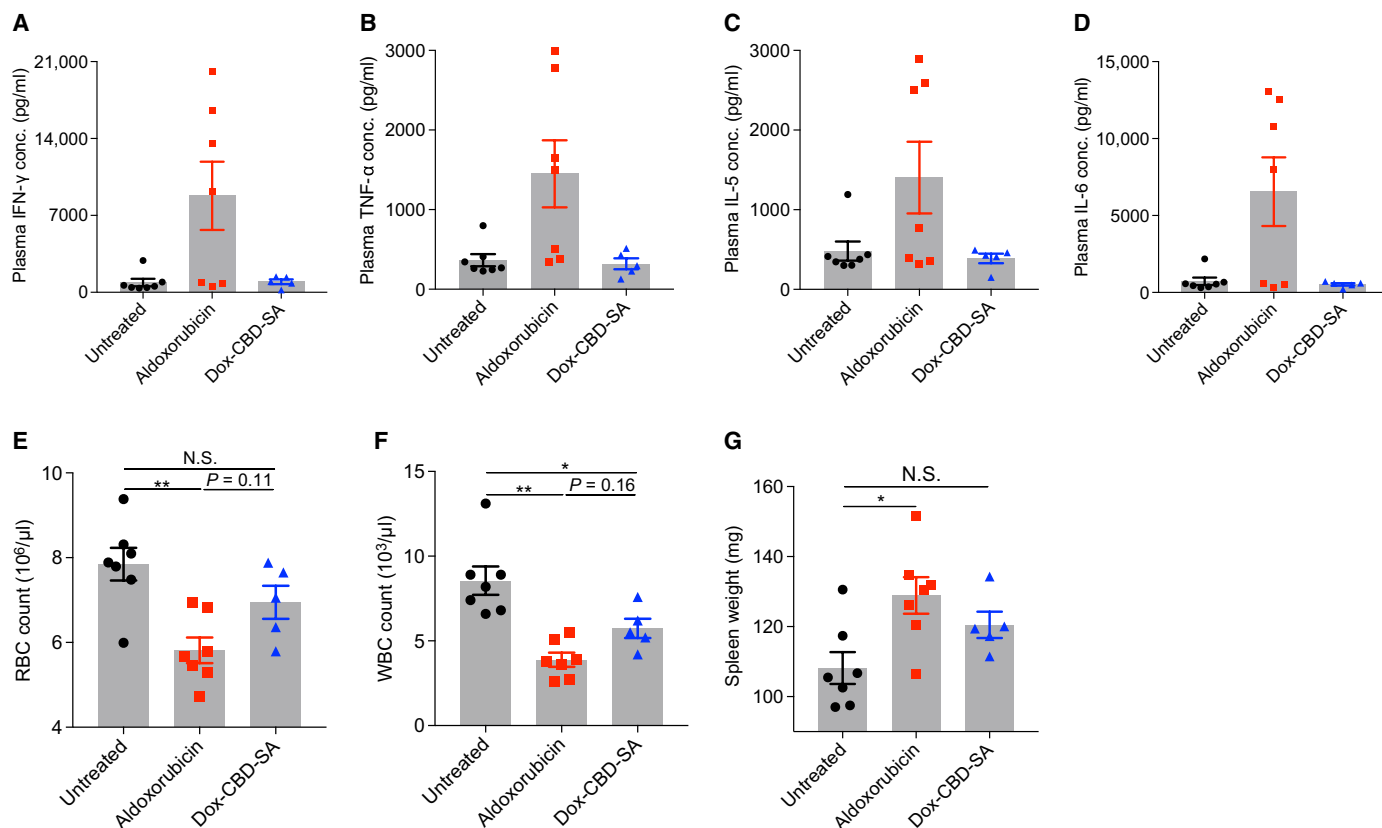 A
Plasma IFN-γ conc. (pg/ml)
21,000
14,000
7000
0
Untreated
Aldoxorubicin
Dox-CBD-SA
B
Plasma TNF-α conc. (pg/ml)
3000
2000
1000
0
Untreated
Aldoxorubicin
Dox-CBD-SA
C
Plasma IL-5 conc. (pg/ml)
3000
2000
1000
0
Untreated
Aldoxorubicin
Dox-CBD-SA
D
Plasma IL-6 conc. (pg/ml)
15,000
10,000
5000
0
Untreated
Aldoxorubicin
Dox-CBD-SA
E
RBC count (10⁶/µl)
10
8
6
4
N.S.
**
P = 0.11
Untreated
Aldoxorubicin
Dox-CBD-SA
F
WBC count (10³/µl)
15
10
5
0
*
**
P = 0.16
Untreated
Aldoxorubicin
Dox-CBD-SA
G
Spleen weight (mg)
160
140
120
100
N.S.
*
Untreated
Aldoxorubicin
Dox-CBD-SA